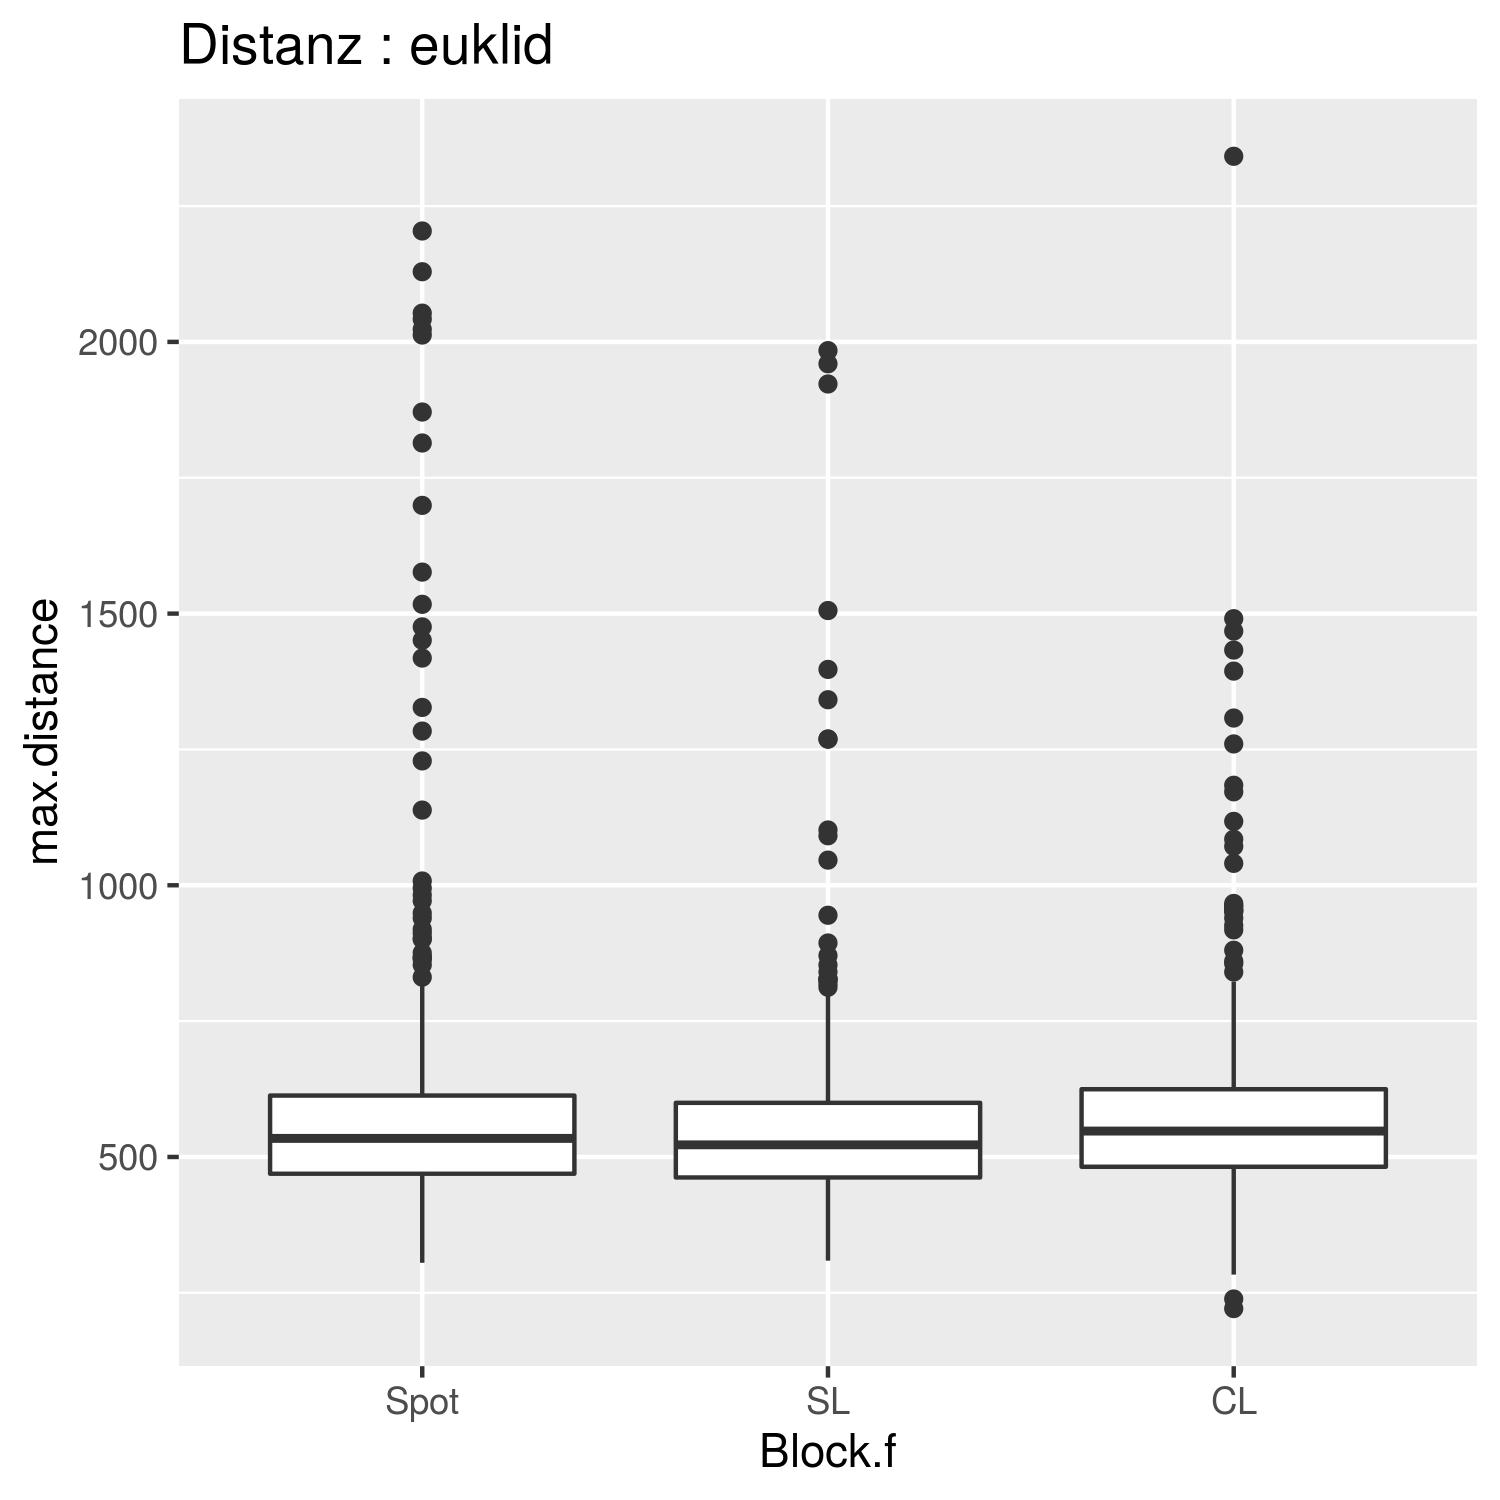 Distanz : euklid
max.distance
2000
1500
1000
500
Spot SL CL
Block.f